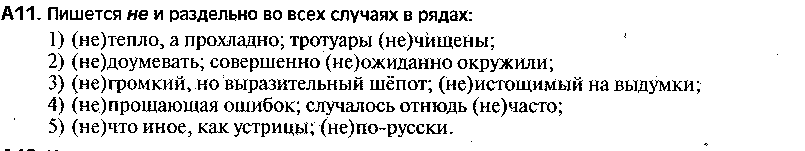 А11. Пишется не и раздельно во всех случаях в рядах:
1) (не)тепло, а прохладно; тротуары (не)чищены;
2) (не)доумевать; совершенно (не)ожиданно окружили;
3) (не)громкий, но выразительный шёпот; (не)истощимый на выдумки;
4) (не)прощающая ошибок; случалось отнюдь (не)часто;
5) (не)что иное, как устрицы; (не)по-русски.